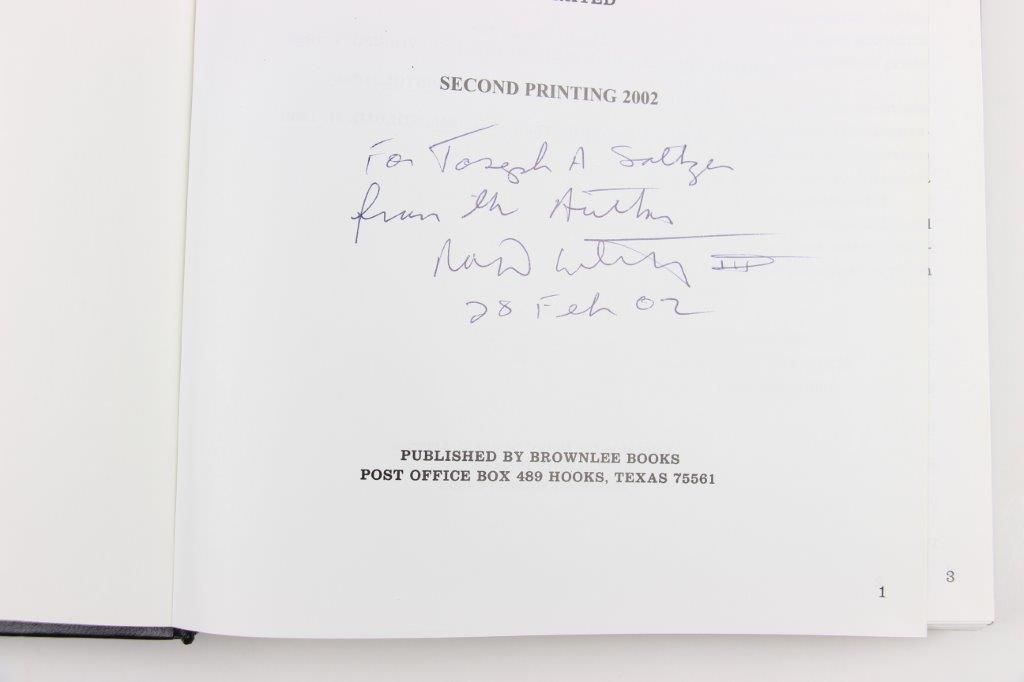 SECOND PRINTING 2002
For Joseph A Saltzer
from the Author
III
28 Feb 02
PUBLISHED BY BROWNLEE BOOKS
POST OFFICE BOX 489 HOOKS, TEXAS 75561
1
3